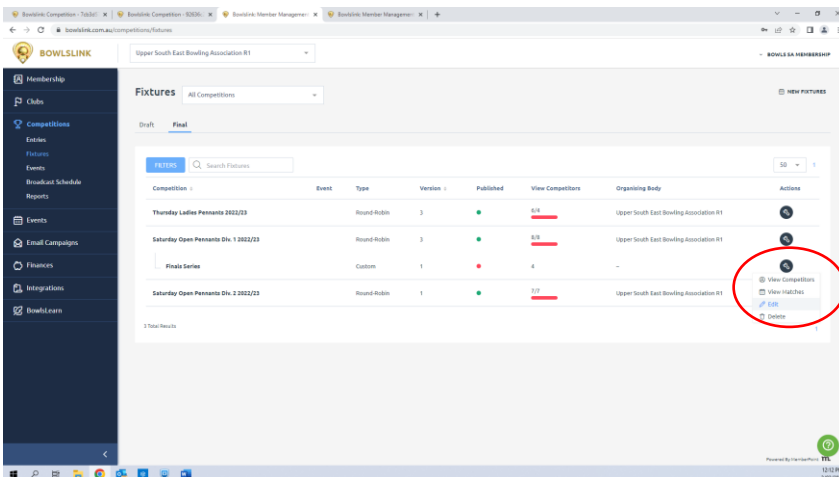 Bowlslink Competition - 
Bowlslink Competition - 
Bowlslink Member Management
Bowlslink Member Management
bowlslink.com.au/competitions/fixtures
BOWLSLINK
Upper South East Bowling Association R1
BOWLS SA MEMBERSHIP
Membership
Clubs
Competitions
Entries
Fixtures
Events
Broadcast Schedule
Reports
Events
Email Campaigns
Finances
Integrations
BowlsLearn
Fixtures
All Competitions
NEW FIXTURES
Draft Final
FILTERS Search Fixtures 50
Competition Event Type Version Published View Competitors Organising Body Actions
Thursday Ladies Pennants 2022/23 Round-Robin 3 Upper South East Bowling Association R1
Saturday Open Pennants Div. 1 2022/23 Round-Robin 3 8/8 Upper South East Bowling Association R1
Finals Series Custom 1 4 –
Saturday Open Pennants Div. 2 2022/23 Round-Robin 1 Upper South East Bowling Association R1
View Competitors
View Matches
Edit
Delete
3 Total Results
1
Powered By MemberPoint